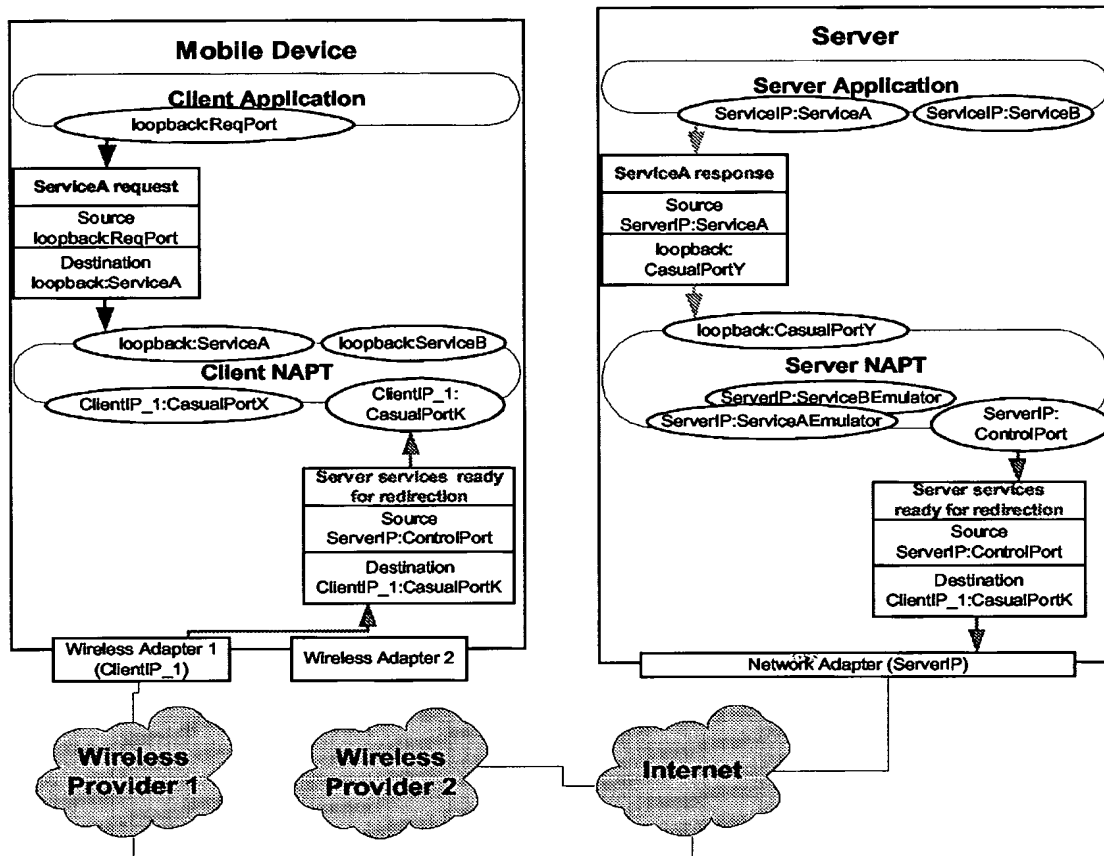 Mobile Device
Client Application
loopback:ReqPort
ServiceA request
Source
loopback:ReqPort
Destination
loopback:ServiceA
loopback:ServiceA
loopback:ServiceB
Client NAPT
ClientIP_1:CasualPortX
ClientIP_1:
CasualPortK
Server services ready
for redirection
Source
ServerIP:ControlPort
Destination
ClientIP_1:CasualPortK
Wireless Adapter 1
(ClientIP_1)
Wireless Adapter 2
Server
Server Application
ServiceIP:ServiceA
ServiceIP:ServiceB
ServiceA response
Source
ServerIP:ServiceA
loopback:
CasualPortY
loopback:CasualPortY
Server NAPT
ServerIP:ServiceBEmulator
ServerIP:ServiceAEmulator
ServerIP:
ControlPort
Server services
ready for redirection
Source
ServerIP:ControlPort
Destination
ClientIP_1:CasualPortK
Network Adapter (ServerIP)
Wireless
Provider 1
Wireless
Provider 2
Internet